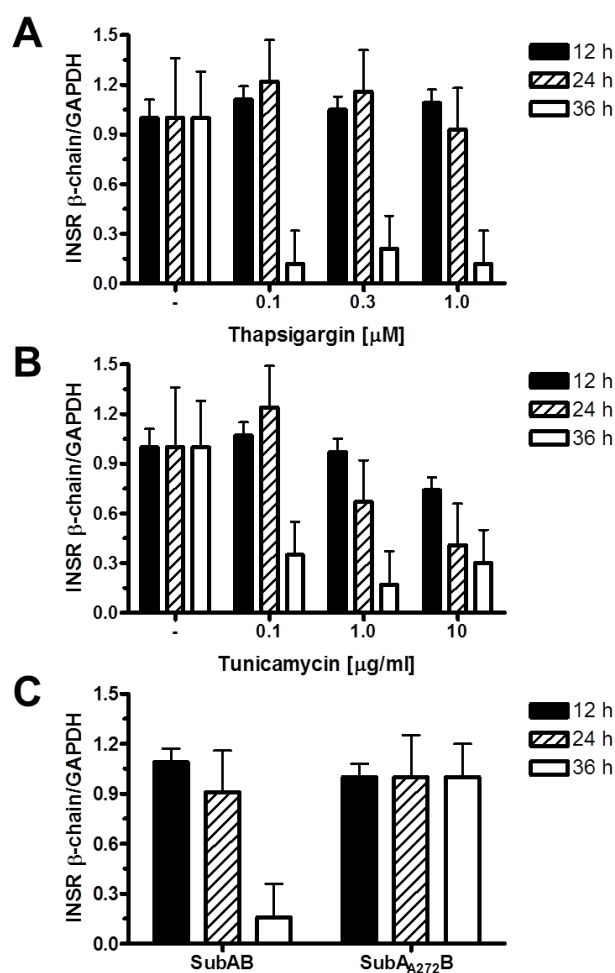 A
INSR β-chain/GAPDH
1.5
1.2
0.9
0.6
0.3
0.0
- 0.1 0.3 1.0
Thapsigargin [μM]
12 h
24 h
36 h
B
INSR β-chain/GAPDH
1.5
1.2
0.9
0.6
0.3
0.0
- 0.1 1.0 10
Tunicamycin [μg/ml]
12 h
24 h
36 h
C
INSR β-chain/GAPDH
1.5
1.2
0.9
0.6
0.3
0.0
SubAB SubA_A272B
12 h
24 h
36 h